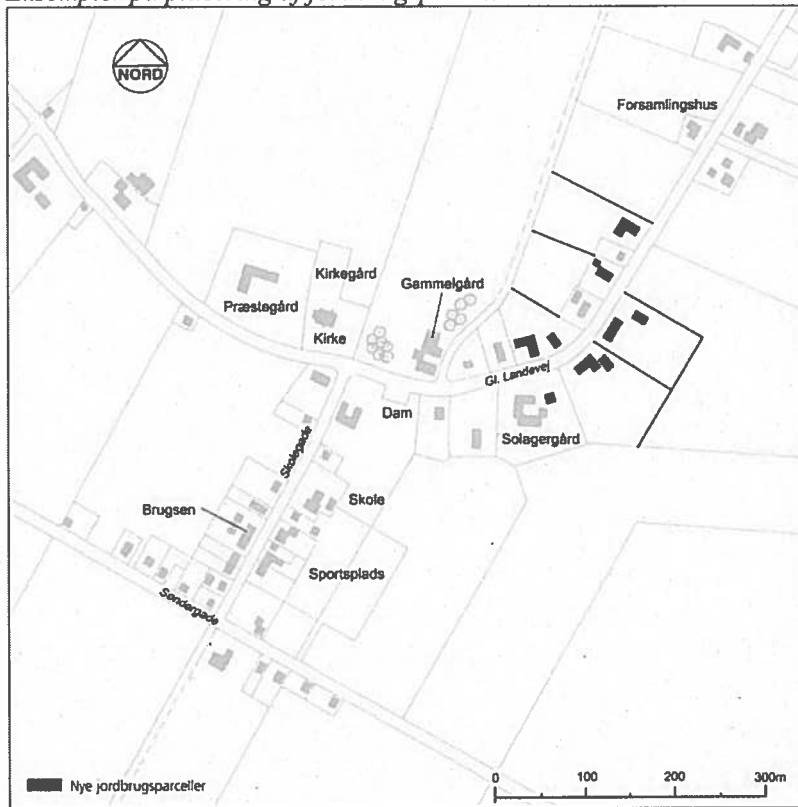 NORD
Forsamlingshus
Kirkegård
Gammelgård
Præstegård
Kirke
Gl. Landevej
Dam
Solagergård
Skolegade
Skole
Brugsen
Sportsplads
Søndergade
Nye jordbrugsparceller
0 100 200 300m